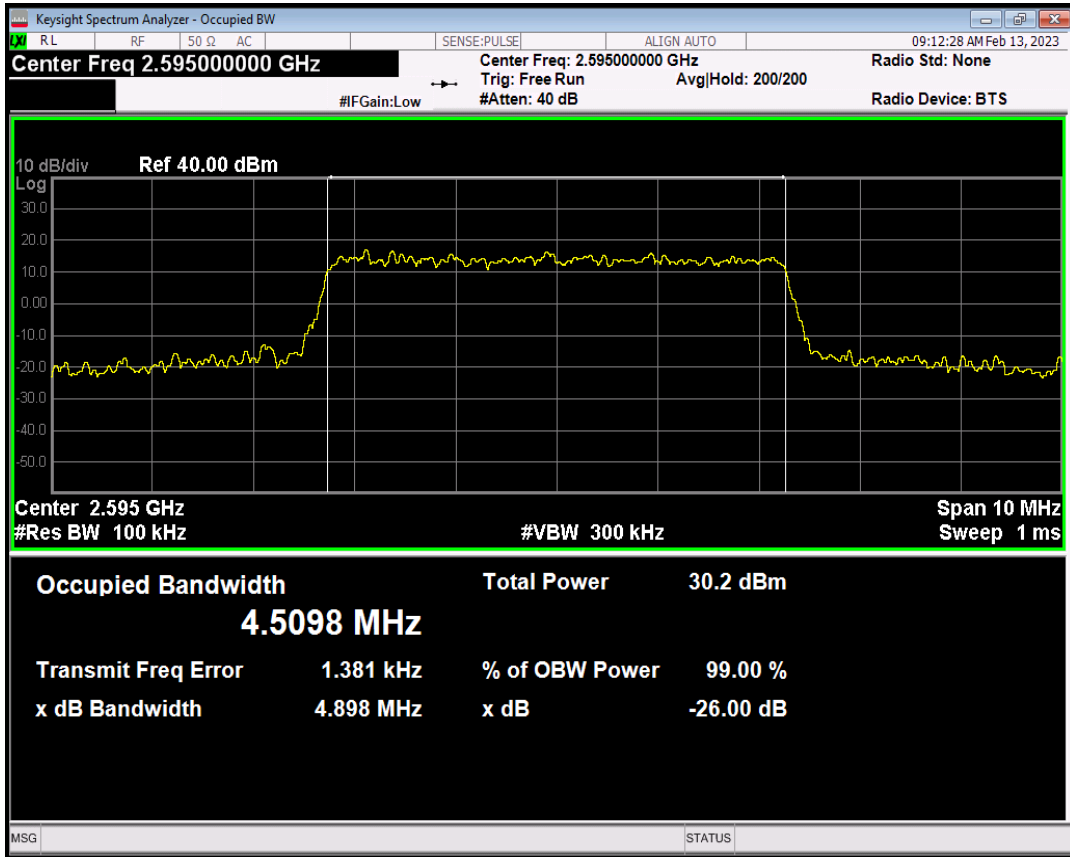 Keysight Spectrum Analyzer - Occupied BW
LXI RL RF 50 Ω AC SENSE:PULSE ALIGN AUTO 09:12:28 AM Feb 13, 2023
Center Freq 2.595000000 GHz Center Freq: 2.595000000 GHz Radio Std: None
Trig: Free Run Avg|Hold: 200/200
#IFGain:Low #Atten: 40 dB Radio Device: BTS
10 dB/div Ref 40.00 dBm
Log
30.0
20.0
10.0
0.00
-10.0
-20.0
-30.0
-40.0
-50.0
Center 2.595 GHz Span 10 MHz
#Res BW 100 kHz #VBW 300 kHz Sweep 1 ms
Occupied Bandwidth Total Power 30.2 dBm
4.5098 MHz
Transmit Freq Error 1.381 kHz % of OBW Power 99.00 %
x dB Bandwidth 4.898 MHz x dB -26.00 dB
MSG STATUS